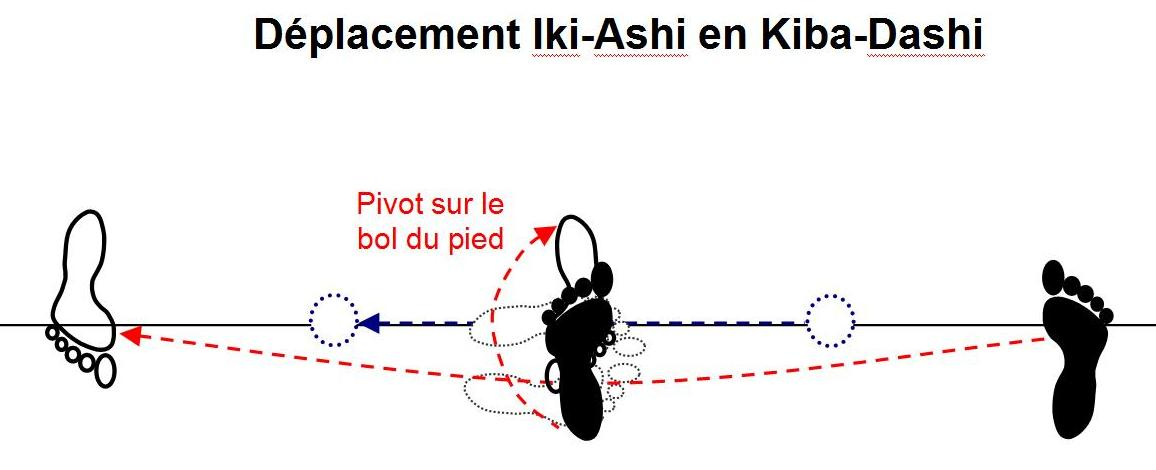 Déplacement Iki-Ashi en Kiba-Dashi
Pivot sur le
bol du pied